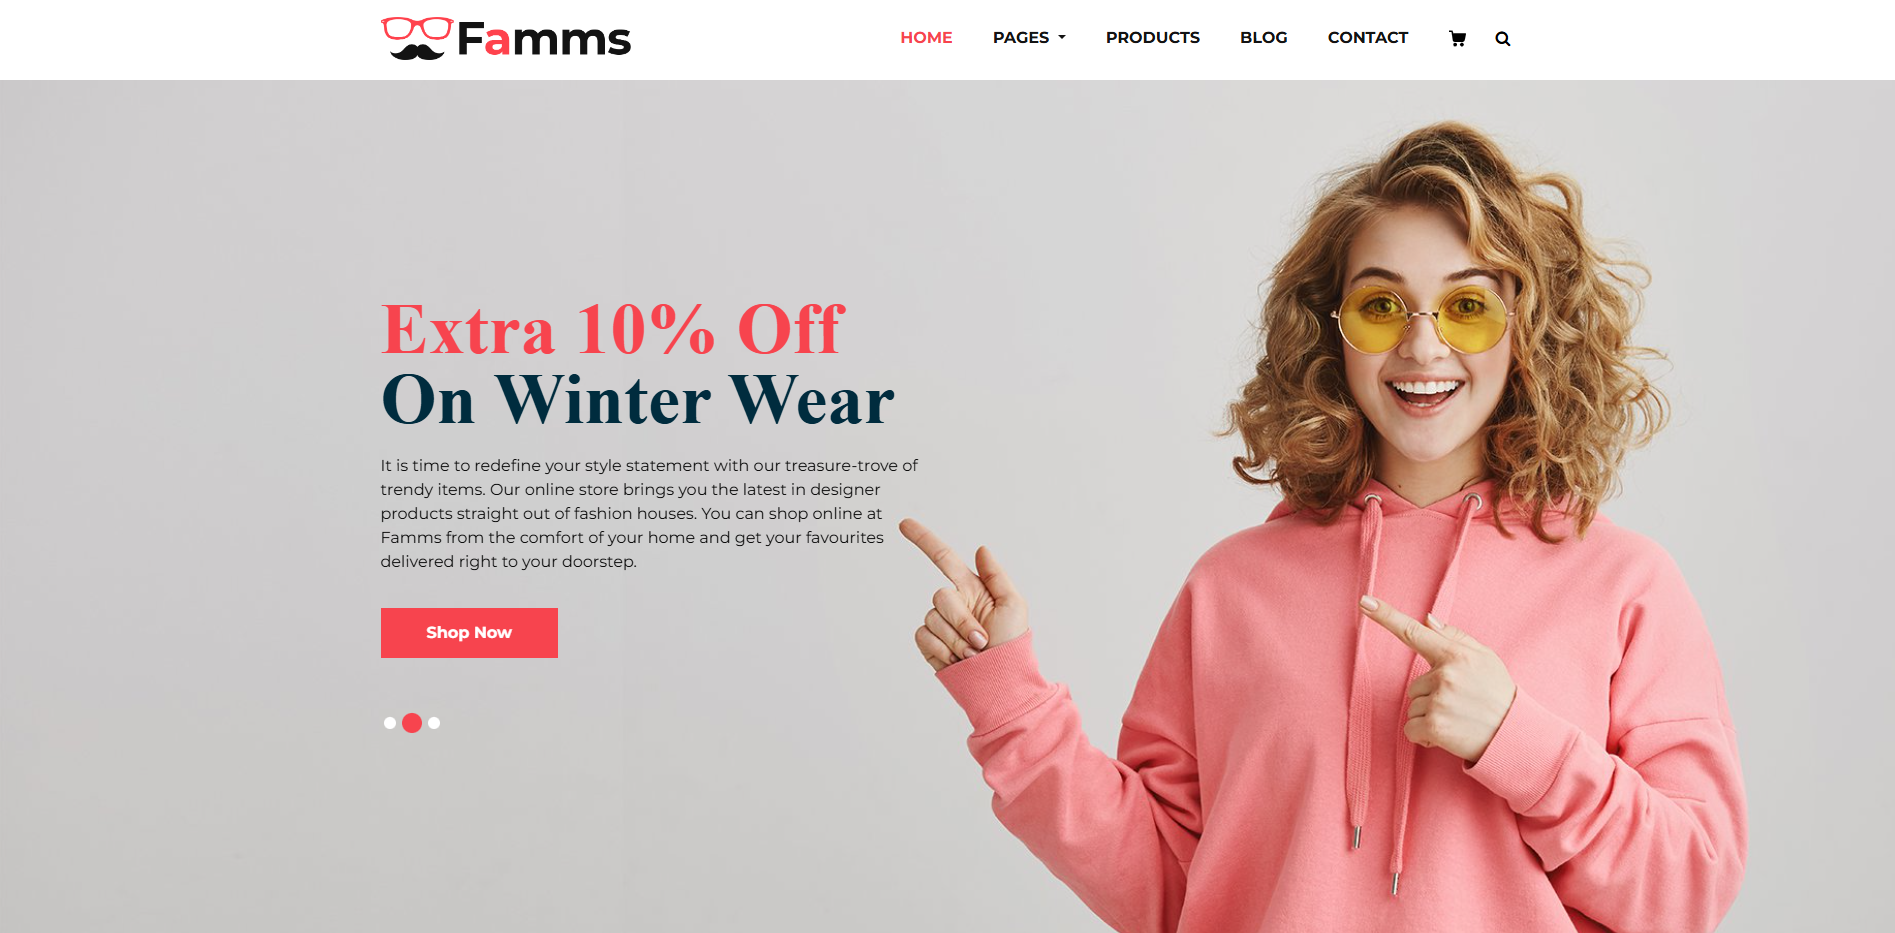 Famms
HOME PAGES PRODUCTS BLOG CONTACT
Extra 10% Off
On Winter Wear
It is time to redefine your style statement with our treasure-trove of
trendy items. Our online store brings you the latest in designer
products straight out of fashion houses. You can shop online at
Famms from the comfort of your home and get your favourites
delivered right to your doorstep.
Shop Now